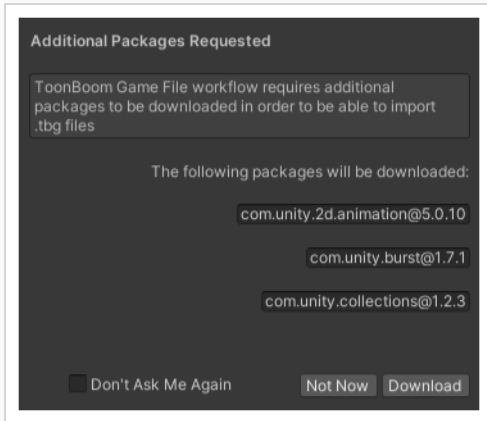 Additional Packages Requested
ToonBoom Game File workflow requires additional
packages to be downloaded in order to be able to import
.tbg files
The following packages will be downloaded:
com.unity.2d.animation@5.0.10
com.unity.burst@1.7.1
com.unity.collections@1.2.3
Don't Ask Me Again Not Now Download